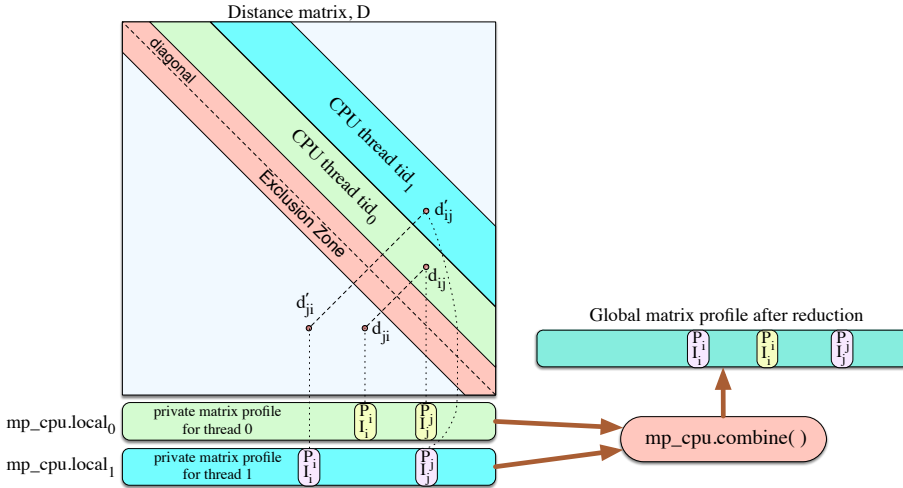 Distance matrix, D
diagonal
CPU thread tid1
CPU thread tid0
Exclusion Zone
d′ij
dij
d′ji
dji
Global matrix profile after reduction
Pi Pi Pj
Ii Ii Ij
mp_cpu.local0
private matrix profile
for thread 0
Pi Pj
Ii Ij
mp_cpu.combine( )
mp_cpu.local1
private matrix profile
for thread 1
Pi Pj
Ii Ij